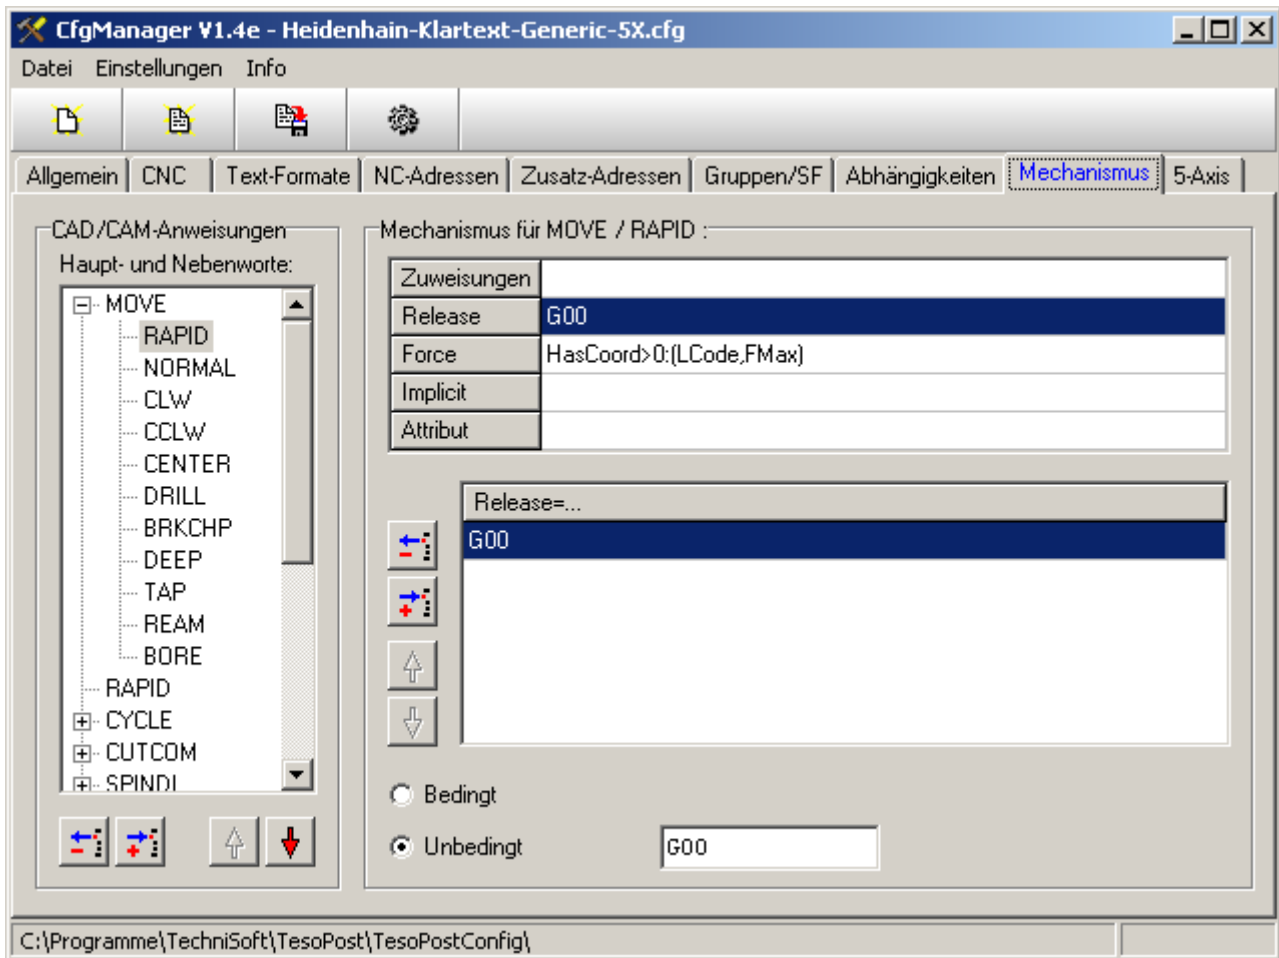 CfgManager V1.4e - Heidenhain-Klartext-Generic-5X.cfg
Datei Einstellungen Info
Allgemein CNC Text-Formate NC-Adressen Zusatz-Adressen Gruppen/SF Abhängigkeiten Mechanismus 5-Axis
CAD/CAM-Anweisungen
Haupt- und Nebenworte:
MOVE
RAPID
NORMAL
CLW
CCLW
CENTER
DRILL
BRKCHP
DEEP
TAP
REAM
BORE
RAPID
CYCLE
CUTCOM
SPINDL
Mechanismus für MOVE / RAPID :
Zuweisungen
Release G00
Force HasCoord>0:(LCode,FMax)
Implicit
Attribut
Release=...
G00
Bedingt
Unbedingt G00
C:\Programme\TechniSoft\TesoPost\TesoPostConfig\